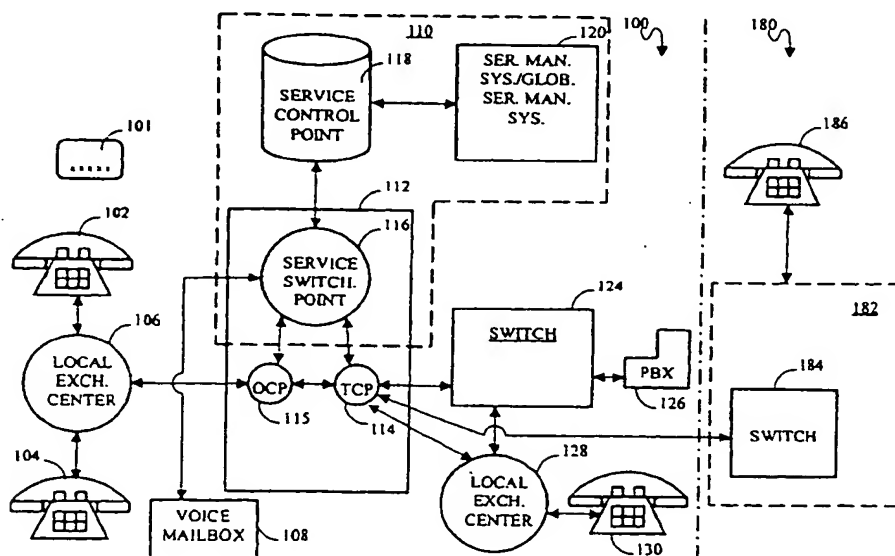 110
100
180
118
120
SER. MAN.
SYS./GLOB.
SER. MAN.
SYS.
SERVICE
CONTROL
POINT
101
186
112
102
116
SERVICE
SWITCH.
POINT
124
182
SWITCH
106
LOCAL
EXCH.
CENTER
OCP
TCP
PBX
184
115
114
126
SWITCH
104
128
LOCAL
EXCH.
CENTER
VOICE
MAILBOX
108
130